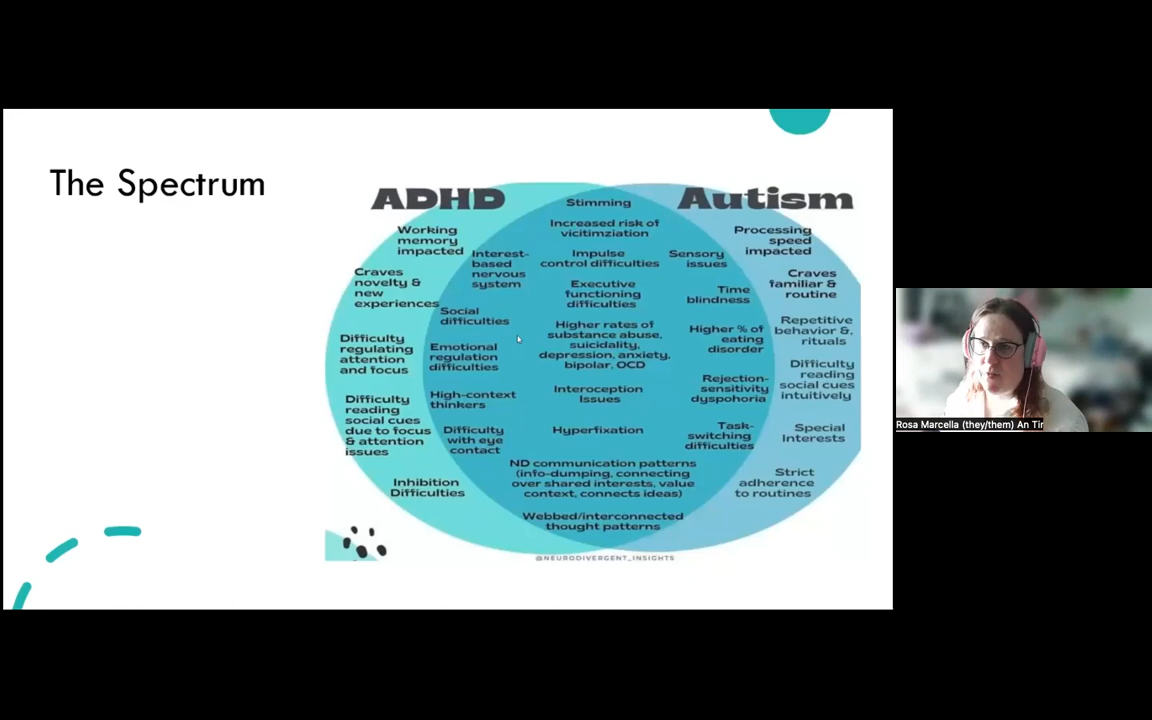 The Spectrum
ADHD
Autism
Working
memory
impacted
Craves
novelty &
new
experiences
Difficulty
regulating
attention
and focus
Difficulty
reading
social cues
due to focus
& attention
issues
Inhibition
Difficulties
Interest-
based
nervous
system
Social
difficulties
Emotional
regulation
difficulties
High-context
thinkers
Difficulty
with eye
contact
Stimming
Increased risk of
vicitimziation
Impulse
control difficulties
Executive
functioning
difficulties
Higher rates of
substance abuse,
suicidality,
depression, anxiety,
bipolar, OCD
Interoception
Issues
Hyperfixation
ND communication patterns
(info-dumping, connecting
over shared interests, value
context, connects ideas)
Webbed/interconnected
thought patterns
Sensory
issues
Time
blindness
Higher % of
eating
disorder
Rejection-
sensitivity
dysphoria
Task-
switching
difficulties
Processing
speed
impacted
Craves
familiar &
routine
Repetitive
behavior &,
rituals
Difficulty
reading
social cues
intuitively
Special
Interests
Strict
adherence
to routines
@NEURODIVERGENT_INSIGHTS
Rosa Marcella (they/them) An Tir